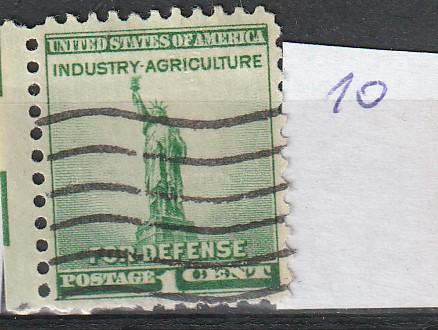 UNITED STATES OF AMERICA
INDUSTRY-AGRICULTURE
10
FOR DEFENSE
POSTAGE 1 CENT